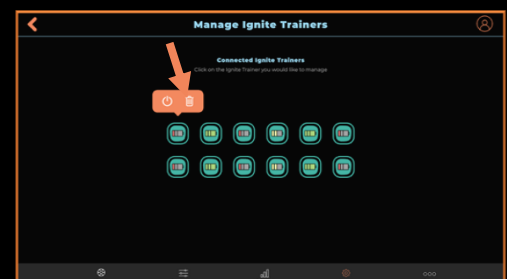 Manage Ignite Trainers
Connected Ignite Trainers
Click on the Ignite Trainer you would like to manage